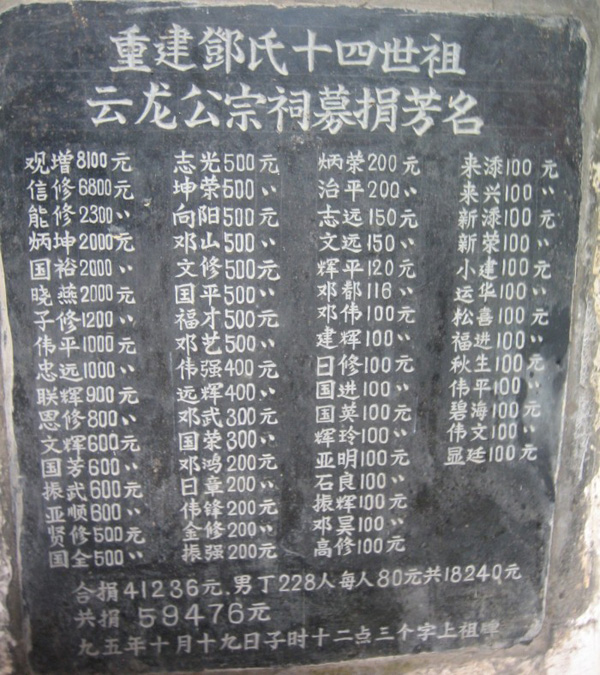 重建鄧氏十四世祖
云龙公宗祠募捐芳名
观增8100元
信修6800元
能修2300〃
炳坤2000元
国裕2000〃
晓燕2000元
子修1200〃
伟平1000元
忠远1000〃
联辉900元
思修800〃
文辉600元
国芳600〃
振武600元
亚顺600〃
贤修500元
国全500〃
志光500元
坤荣500〃
向阳500元
邓山500〃
文修500元
国平500〃
福才500元
邓艺500〃
伟强400元
远辉400〃
邓武300元
国荣300〃
邓鸿200元
日章200〃
伟锋200元
金修200〃
振强200元
炳荣200元
治平200〃
志远150元
文远150〃
辉平120元
邓都116〃
邓伟100元
建辉100〃
日修100元
国进100〃
国英100元
辉玲100〃
亚明100元
石良100〃
振辉100元
邓昊100〃
高修100元
来添100元
来兴100〃
新添100元
新荣100〃
小建100元
运华100〃
松喜100元
福进100〃
秋生100元
伟平100〃
碧海100元
伟文100〃
显廷100元
合捐41236元.男丁228人每人80元共18240元
共捐59476元
九五年十月十九日子时十二点三个字上祖牌